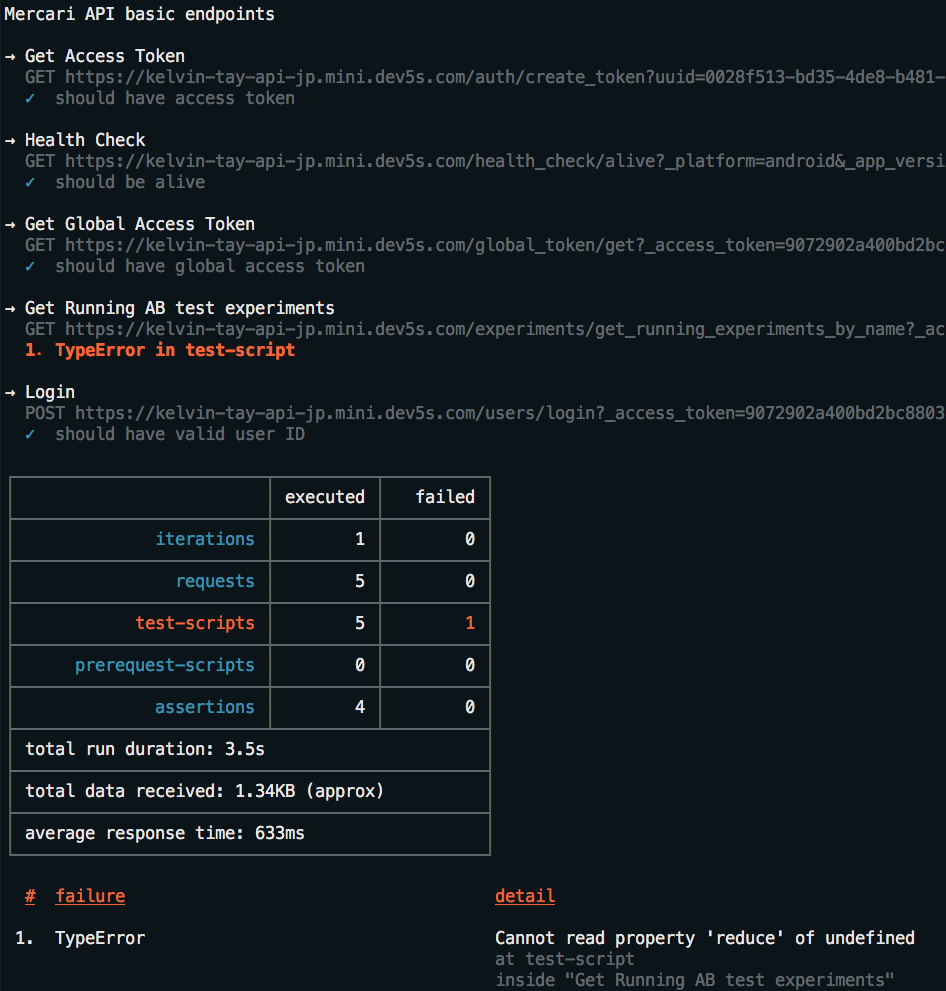 Mercari API basic endpoints
→ Get Access Token
GET https://kelvin-tay-api-jp.mini.dev5s.com/auth/create_token?uuid=0028f513-bd35-4de8-b481-
✓ should have access token
→ Health Check
GET https://kelvin-tay-api-jp.mini.dev5s.com/health_check/alive?_platform=android&_app_versi
✓ should be alive
→ Get Global Access Token
GET https://kelvin-tay-api-jp.mini.dev5s.com/global_token/get?_access_token=9072902a400bd2bc
✓ should have global access token
→ Get Running AB test experiments
GET https://kelvin-tay-api-jp.mini.dev5s.com/experiments/get_running_experiments_by_name?_ac
1. TypeError in test-script
→ Login
POST https://kelvin-tay-api-jp.mini.dev5s.com/users/login?_access_token=9072902a400bd2bc8803
✓ should have valid user ID
executed failed
iterations 1 0
requests 5 0
test-scripts 5 1
prerequest-scripts 0 0
assertions 4 0
total run duration: 3.5s
total data received: 1.34KB (approx)
average response time: 633ms
# failure detail
1. TypeError Cannot read property 'reduce' of undefined
at test-script
inside "Get Running AB test experiments"